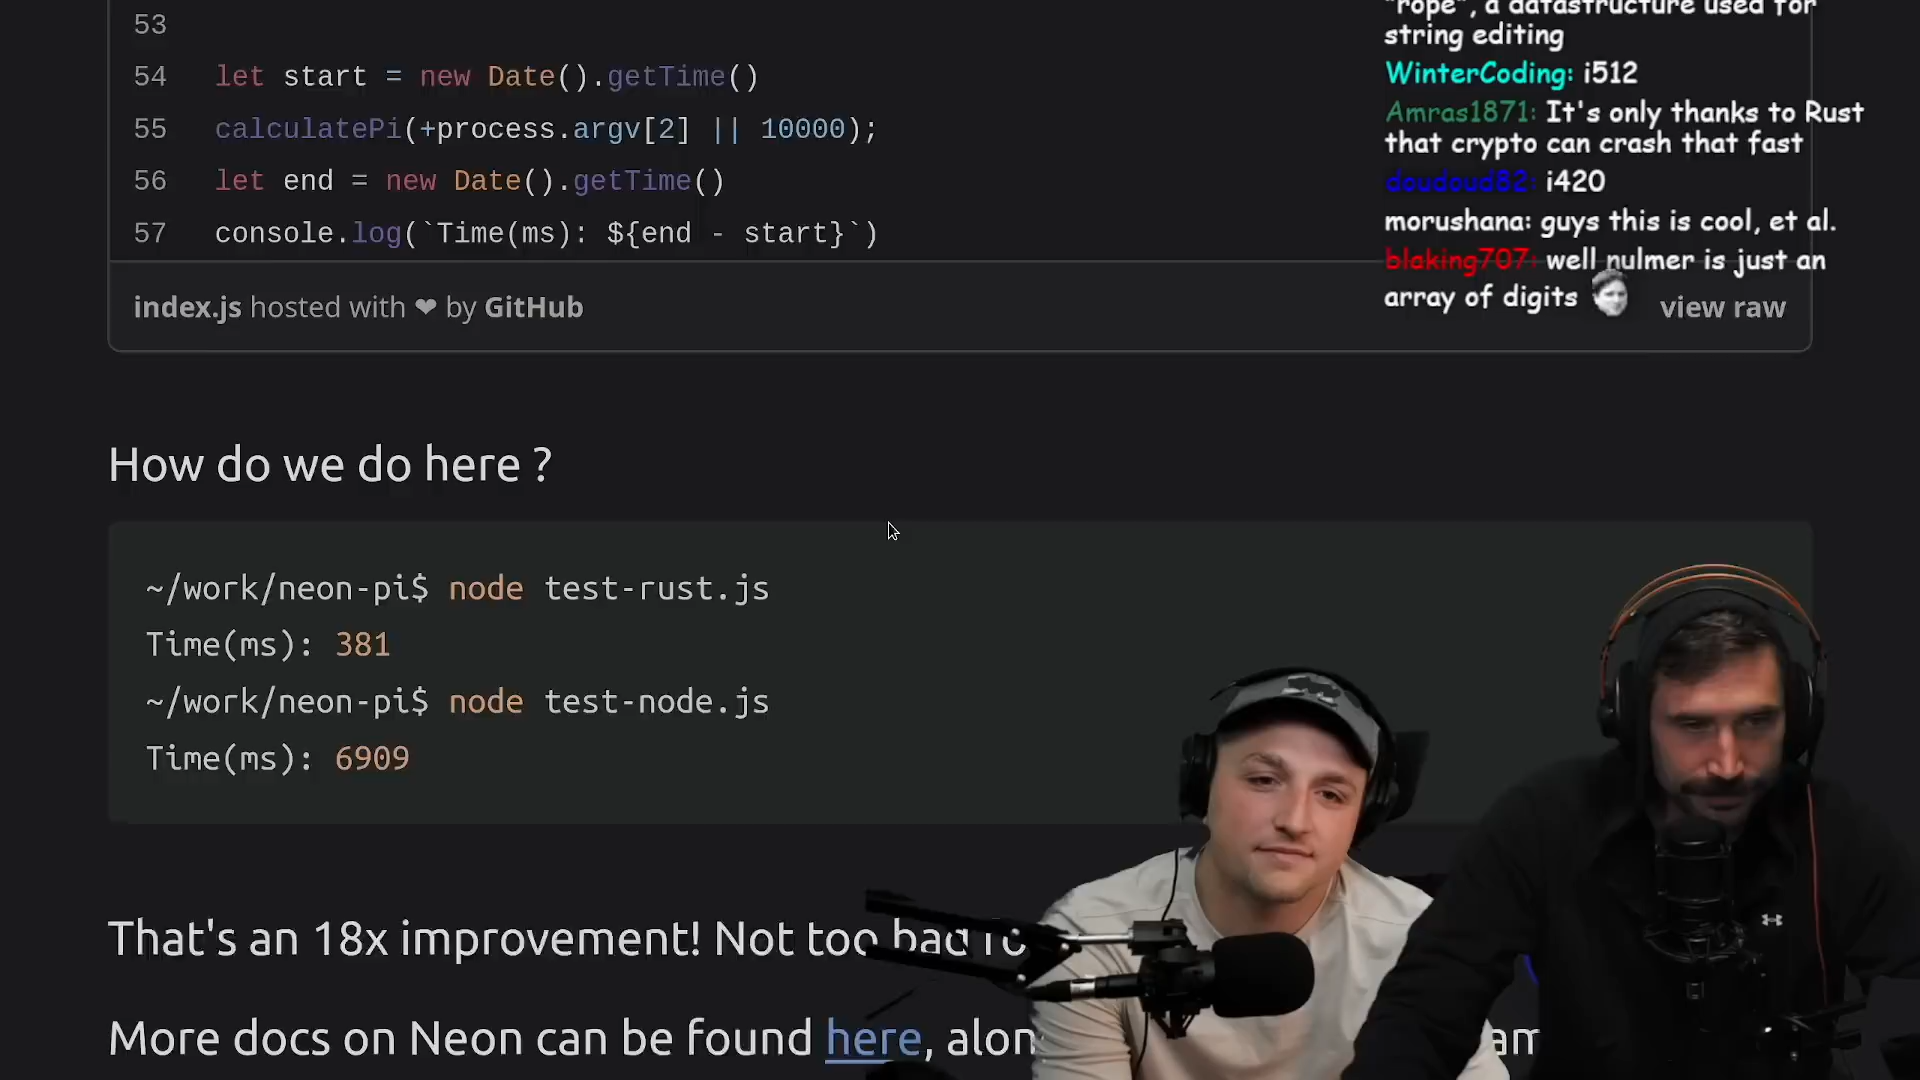 53
54 let start = new Date().getTime()
55 calculatePi(+process.argv[2] || 10000);
56 let end = new Date().getTime()
57 console.log(`Time(ms): ${end - start}`)
index.js hosted with ❤ by GitHub
view raw
"rope", a datastructure used for
string editing
WinterCoding: i512
Amras1871: It's only thanks to Rust
that crypto can crash that fast
doudoud82: i420
morushana: guys this is cool, et al.
blaking707: well nulmer is just an
array of digits
How do we do here ?
~/work/neon-pi$ node test-rust.js
Time(ms): 381
~/work/neon-pi$ node test-node.js
Time(ms): 6909
That's an 18x improvement! Not too bad
More docs on Neon can be found here,